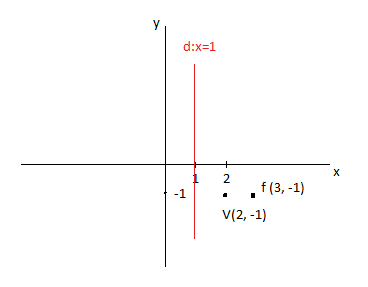 y
d:x=1
x
1 2
-1
f (3, -1)
V(2, -1)